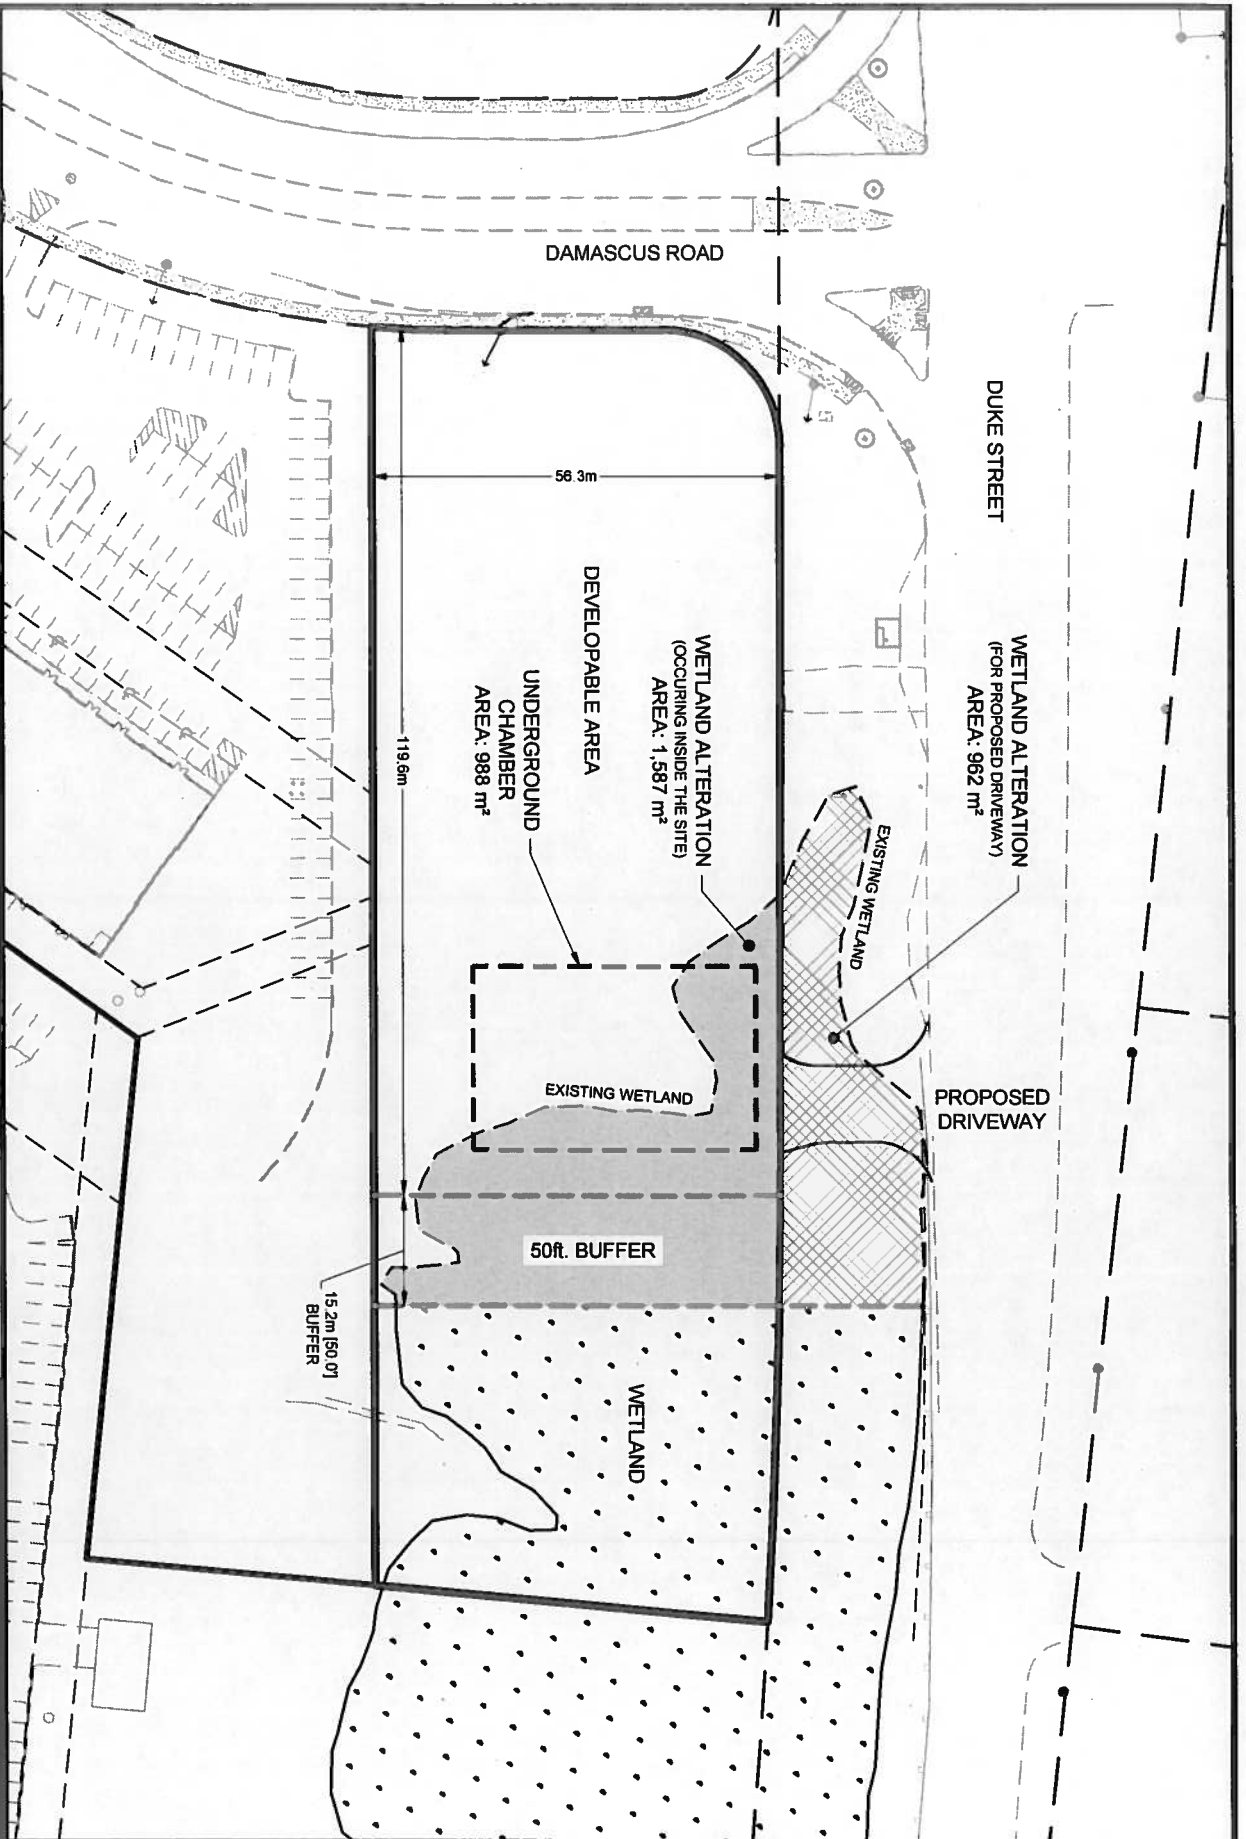 DAMASCUS ROAD
DUKE STREET
56.3m
DEVELOPABLE AREA
WETLAND ALTERATION
(OCCURING INSIDE THE SITE)
AREA: 1,587 m²
WETLAND ALTERATION
(FOR PROPOSED DRIVEWAY)
AREA: 962 m²
UNDERGROUND
CHAMBER
AREA: 988 m²
119.6m
EXISTING WETLAND
EXISTING WETLAND
PROPOSED
DRIVEWAY
50ft. BUFFER
15.2m [50.0']
BUFFER
WETLAND